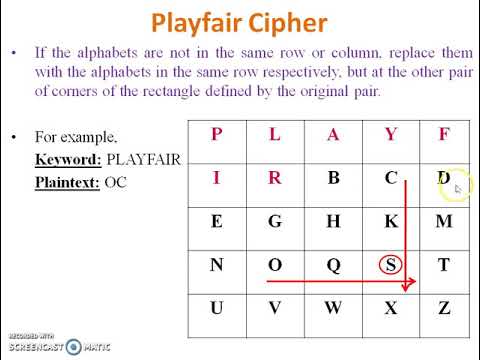 Playfair Cipher
• If the alphabets are not in the same row or column, replace them
with the alphabets in the same row respectively, but at the other pair
of corners of the rectangle defined by the original pair.
• For example,
Keyword: PLAYFAIR
Plaintext: OC
P L A Y F
I R B C D
E G H K M
N O Q S T
U V W X Z
RECORDED WITH
SCREENCAST MATIC